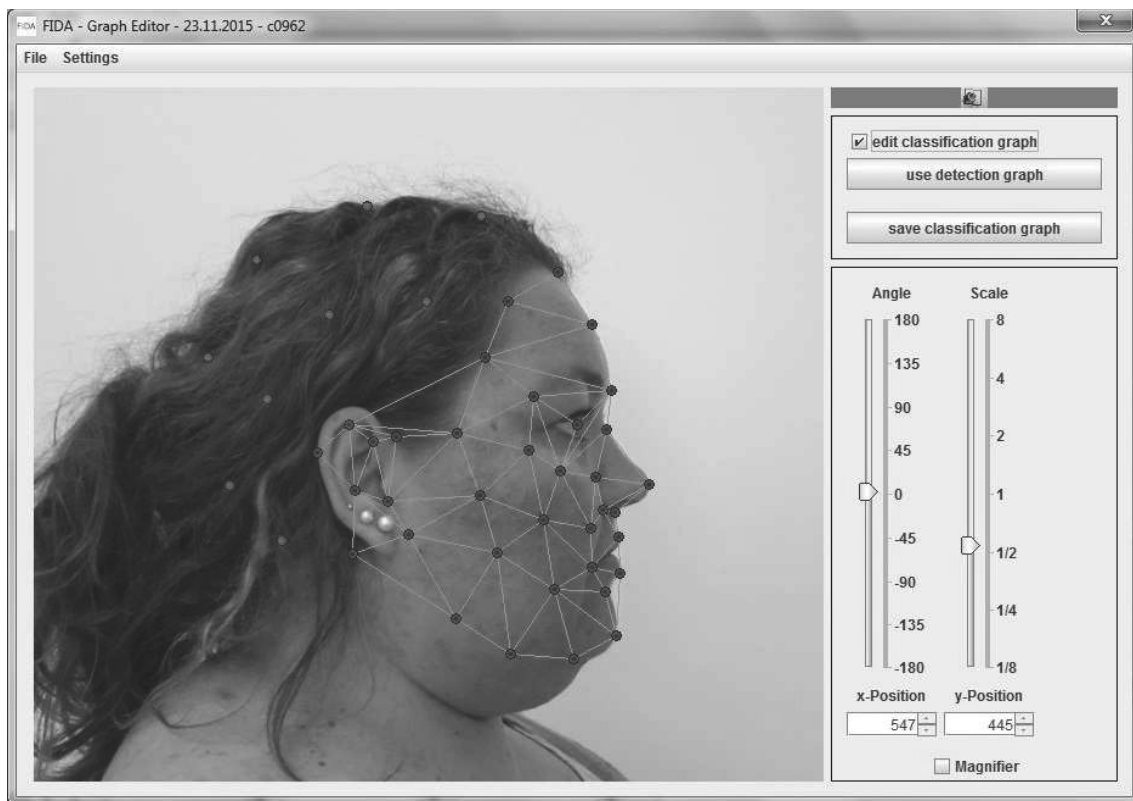 FIDA FIDA - Graph Editor - 23.11.2015 - c0962
File Settings
edit classification graph
use detection graph
save classification graph
Angle Scale
180 8
135
4
90
2
45
0 1
-45
1/2
-90
1/4
-135
-180 1/8
x-Position y-Position
547 445
Magnifier